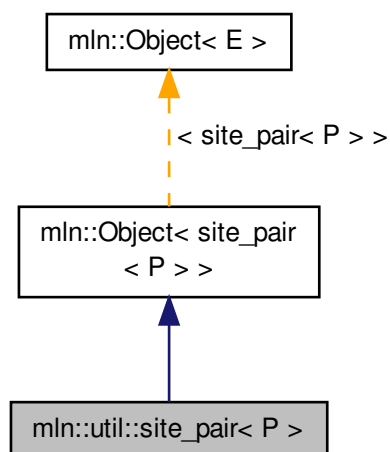 mln::Object< E >
< site_pair< P > >
mln::Object< site_pair
< P > >
mln::util::site_pair< P >